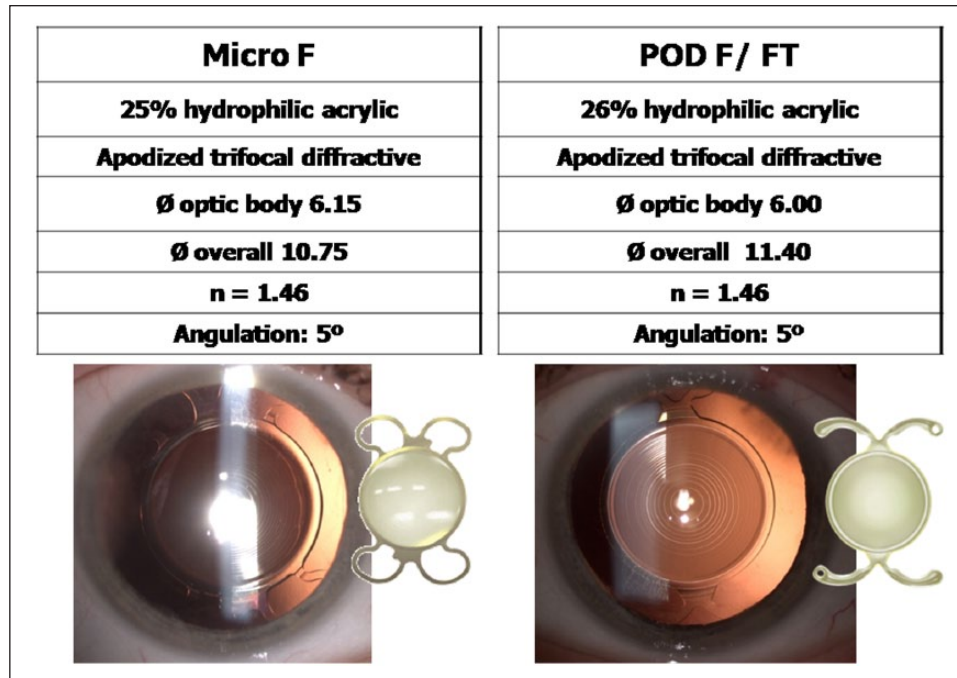 Micro F
25% hydrophilic acrylic
Apodized trifocal diffractive
Ø optic body 6.15
Ø overall 10.75
n = 1.46
Angulation: 5º
POD F/ FT
26% hydrophilic acrylic
Apodized trifocal diffractive
Ø optic body 6.00
Ø overall 11.40
n = 1.46
Angulation: 5º